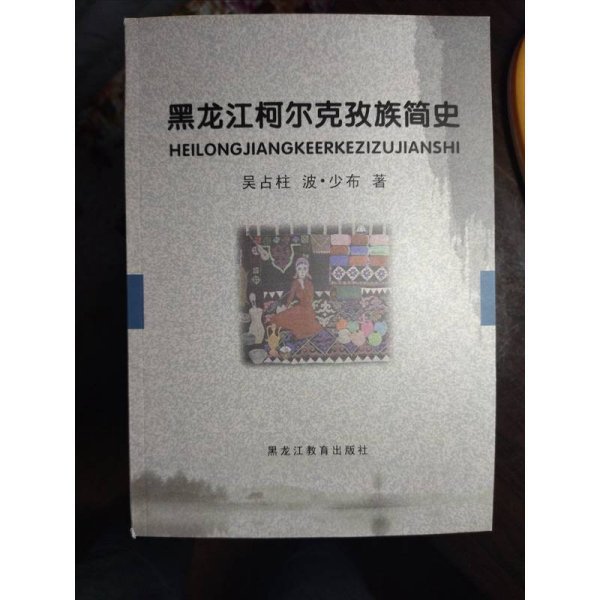 黑龙江柯尔克孜族简史
HEILONGJIANGKEERKEZIZUJIANSHI
吴占柱 波·少布 著
黑龙江教育出版社